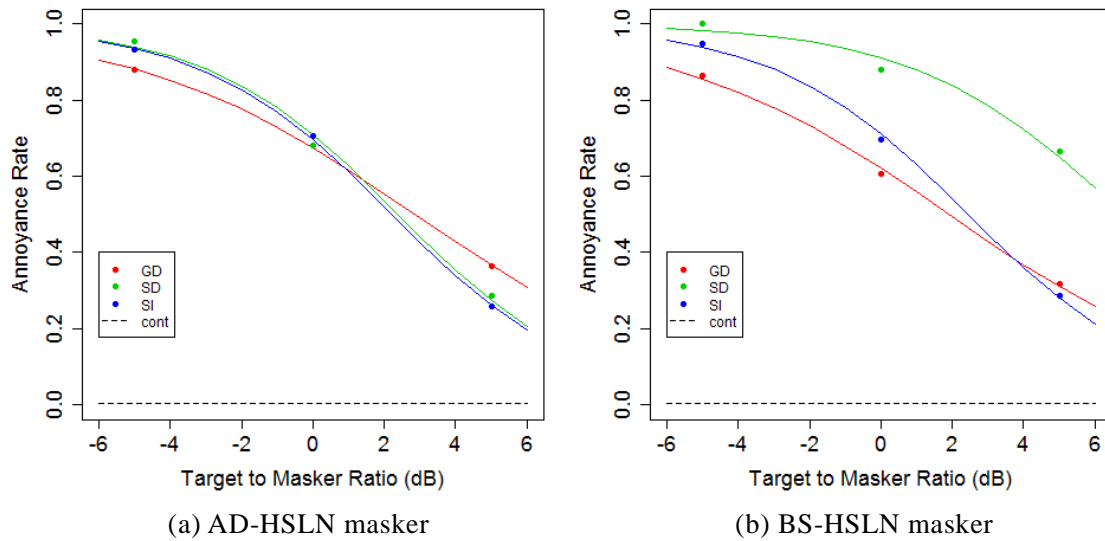 1.0
0.8
0.6
0.4
0.2
0.0
Annoyance Rate
GD
SD
SI
cont
-6 -4 -2 0 2 4 6
Target to Masker Ratio (dB)
(a) AD-HSLN masker
1.0
0.8
0.6
0.4
0.2
0.0
Annoyance Rate
GD
SD
SI
cont
-6 -4 -2 0 2 4 6
Target to Masker Ratio (dB)
(b) BS-HSLN masker